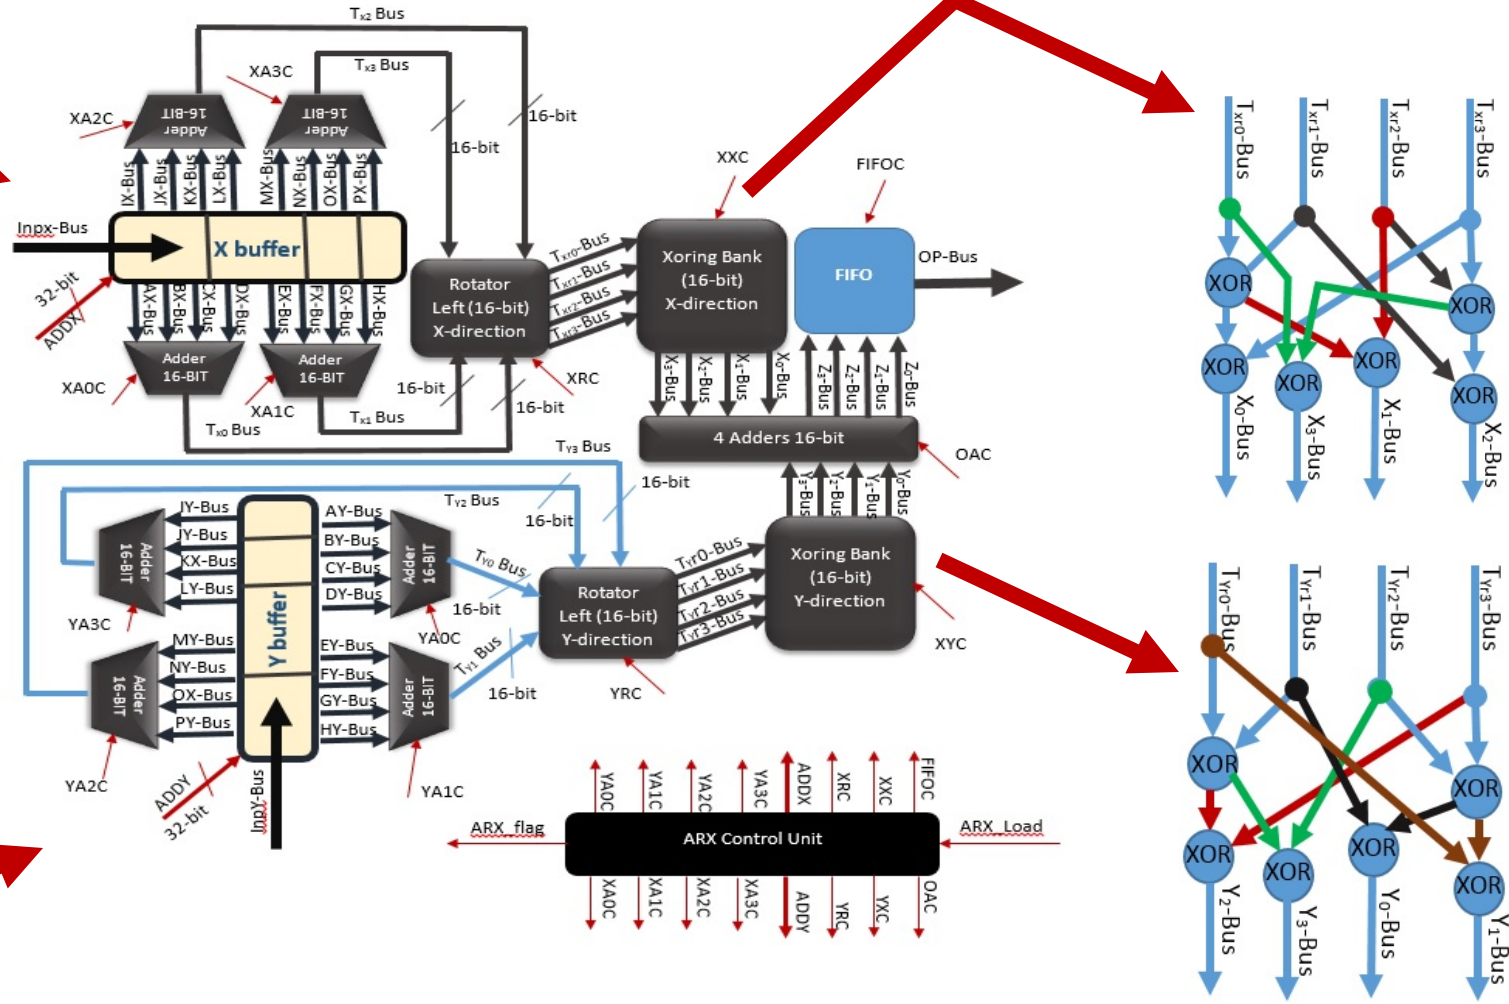 Tx2 Bus
Tx3 Bus
XA3C
XA2C
Adder
16-BIT
Adder
16-BIT
16-bit
16-bit
IX-Bus
JX-Bus
KX-Bus
LX-Bus
MX-Bus
NX-Bus
OX-Bus
PX-Bus
Inpx-Bus
X buffer
32-bit
ADDX
AX-Bus
BX-Bus
CX-Bus
DX-Bus
EX-Bus
FX-Bus
GX-Bus
HX-Bus
Adder
16-BIT
Adder
16-BIT
XA0C
XA1C
Tx0 Bus
Tx1 Bus
16-bit
16-bit
Rotator
Left (16-bit)
X-direction
XRC
Txr0-Bus
Txr1-Bus
Txr2-Bus
Txr3-Bus
XXC
Xoring Bank
(16-bit)
X-direction
FIFOC
FIFO
OP-Bus
X3-Bus
X2-Bus
X1-Bus
X0-Bus
Z3-Bus
Z2-Bus
Z1-Bus
Z0-Bus
4 Adders 16-bit
OAC
Y3-Bus
Y2-Bus
Y1-Bus
Y0-Bus
TY3 Bus
TY2 Bus
16-bit
16-bit
IY-Bus
JY-Bus
KX-Bus
LY-Bus
Adder
16-BIT
YA3C
MY-Bus
NY-Bus
OX-Bus
PY-Bus
Adder
16-BIT
YA2C
Y buffer
ADDY
32-bit
InpY-Bus
AY-Bus
BY-Bus
CY-Bus
DY-Bus
Adder
16-BIT
YA0C
EY-Bus
FY-Bus
GY-Bus
HY-Bus
Adder
16-BIT
YA1C
TY0 Bus
16-bit
TY1 Bus
16-bit
Rotator
Left (16-bit)
Y-direction
YRC
TYr0-Bus
TYr1-Bus
TYr2-Bus
TYr3-Bus
Xoring Bank
(16-bit)
Y-direction
XYC
YA0C
YA1C
YA2C
YA3C
ADDX
XRC
XXC
FIFOC
ARX_flag
ARX Control Unit
ARX_Load
XA0C
XA1C
XA2C
XA3C
ADDY
YRC
YXC
OAC
Txr0-Bus
Txr1-Bus
Txr2-Bus
Txr3-Bus
XOR
XOR
XOR
XOR
XOR
XOR
X0-Bus
X3-Bus
X1-Bus
X2-Bus
TYr0-Bus
TYr1-Bus
TYr2-Bus
TYr3-Bus
XOR
XOR
XOR
XOR
XOR
XOR
Y2-Bus
Y3-Bus
Y0-Bus
Y1-Bus